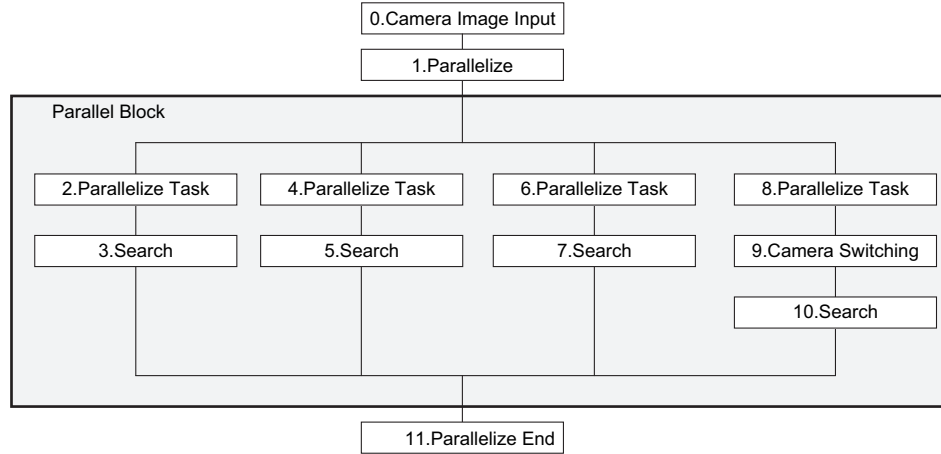 0.Camera Image Input
1.Parallelize
Parallel Block
2.Parallelize Task
4.Parallelize Task
6.Parallelize Task
8.Parallelize Task
3.Search
5.Search
7.Search
9.Camera Switching
10.Search
11.Parallelize End